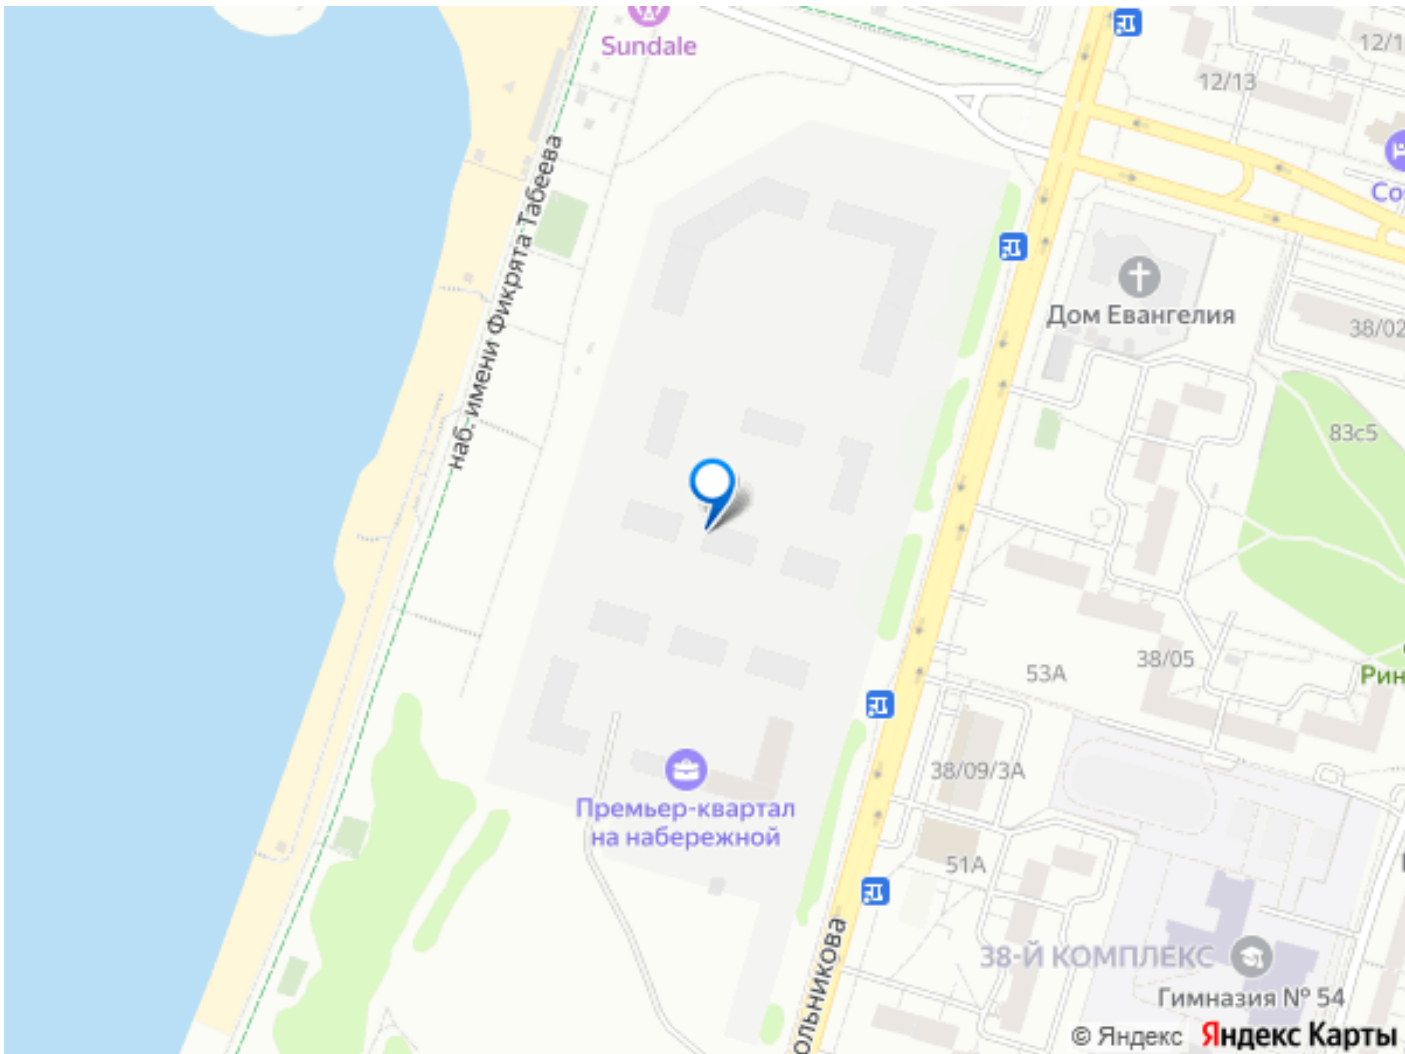 Sundale
12/1
12/13
Co
наб. имени Фикрята Табеева
Дом Евангелия
38/02
83с5
Рин
38/05
53А
38/09/3А
Премьер-квартал
на набережной
51А
ольникова
38-Й КОМПЛЕКС
Гимназия № 54
© Яндекс Яндекс Карты